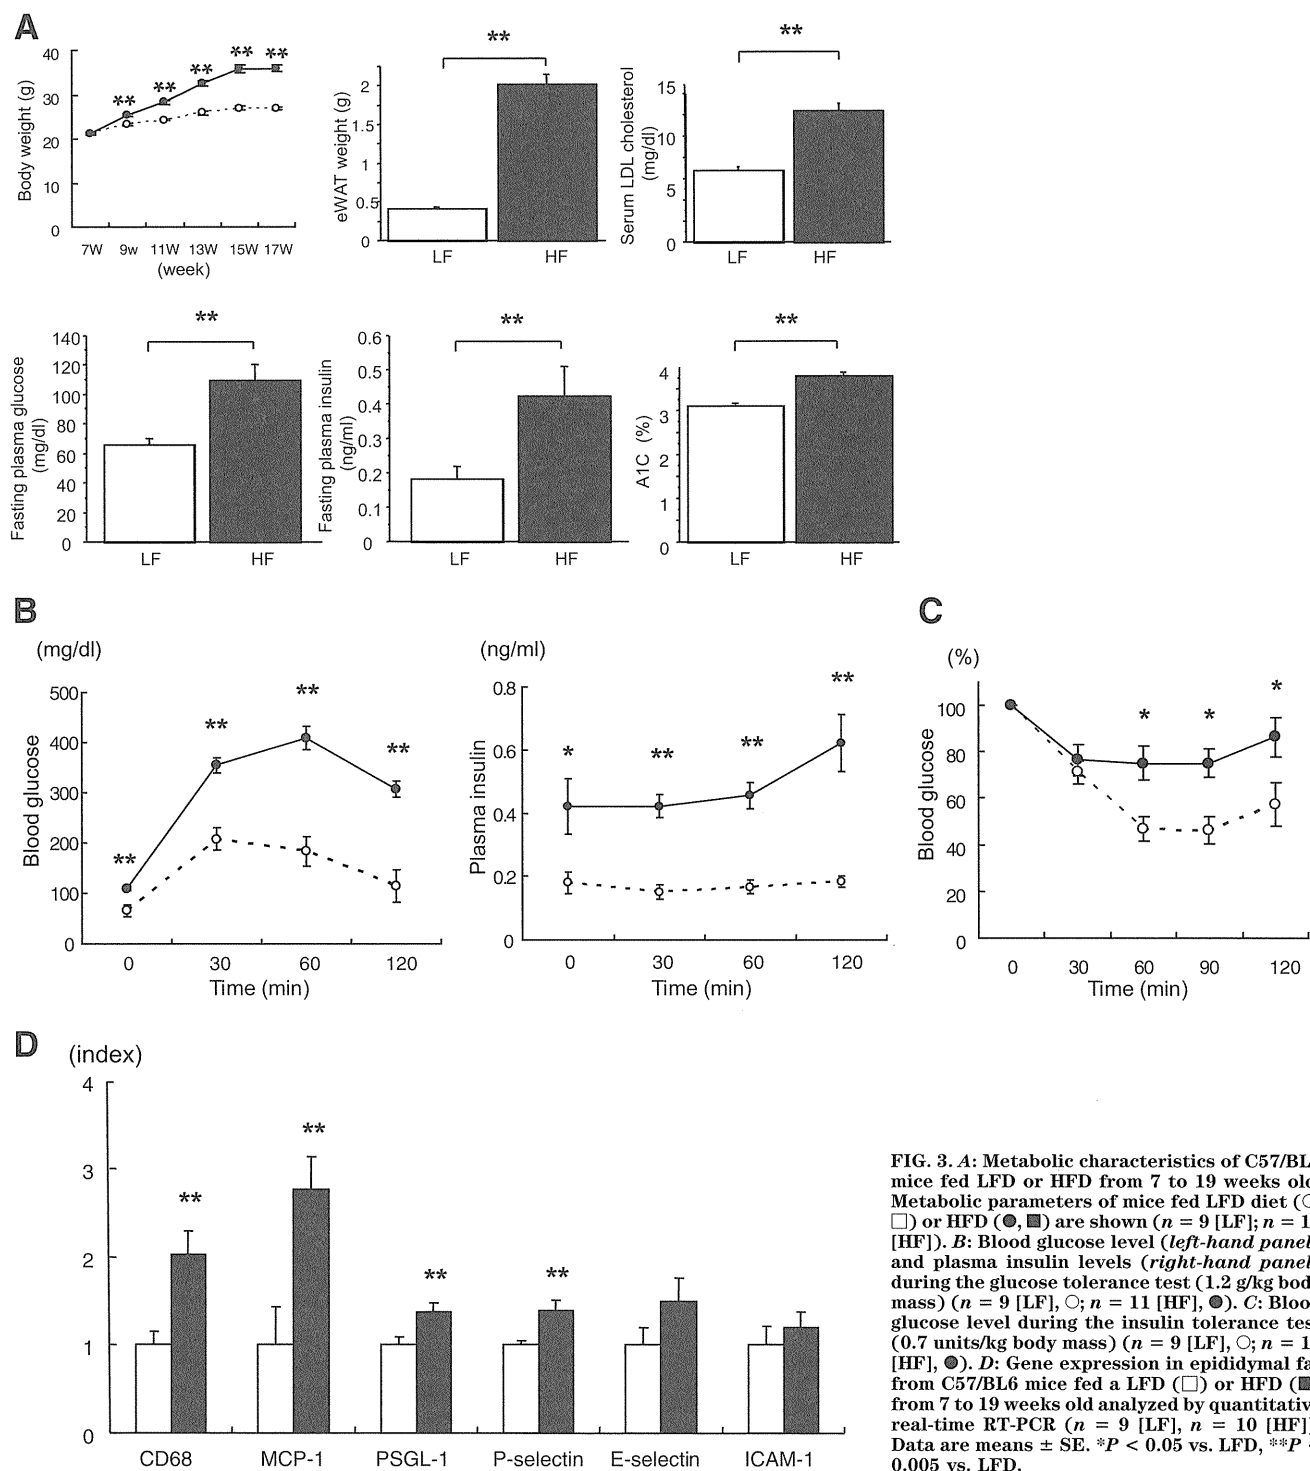 A
Body weight (g)
40
30
20
10
0
** ** ** ** **
7W 9w 11W 13W 15W 17W
(week)
eWAT weight (g)
2
1.5
1
0.5
0
**
LF HF
Serum LDL cholesterol
(mg/dl)
15
10
5
0
**
LF HF
Fasting plasma glucose
(mg/dl)
140
120
100
80
60
40
20
0
**
LF HF
Fasting plasma insulin
(ng/ml)
0.6
0.5
0.4
0.3
0.2
0.1
0
**
LF HF
A1C (%)
4
3
2
1
0
**
LF HF
B
(mg/dl)
Blood glucose
500
400
300
200
100
0
** ** ** **
0 30 60 120
Time (min)
(ng/ml)
Plasma insulin
0.8
0.6
0.4
0.2
0
* ** ** **
0 30 60 120
Time (min)
C
(%)
Blood glucose
100
80
60
40
20
0
* * *
0 30 60 90 120
Time (min)
D
(index)
4
3
2
1
0
** ** ** **
CD68 MCP-1 PSGL-1 P-selectin E-selectin ICAM-1
FIG. 3. A: Metabolic characteristics of C57/BL
mice fed LFD or HFD from 7 to 19 weeks old
Metabolic parameters of mice fed LFD diet (○
□) or HFD (●, ■) are shown (n = 9 [LF]; n = 1
[HF]). B: Blood glucose level (left-hand panel
and plasma insulin levels (right-hand panel
during the glucose tolerance test (1.2 g/kg bod
mass) (n = 9 [LF], ○; n = 11 [HF], ●). C: Bloo
glucose level during the insulin tolerance tes
(0.7 units/kg body mass) (n = 9 [LF], ○; n = 1
[HF], ●). D: Gene expression in epididymal fa
from C57/BL6 mice fed a LFD (□) or HFD (■
from 7 to 19 weeks old analyzed by quantitativ
real-time RT-PCR (n = 9 [LF], n = 10 [HF]
Data are means ± SE. *P < 0.05 vs. LFD, **P <
0.005 vs. LFD.